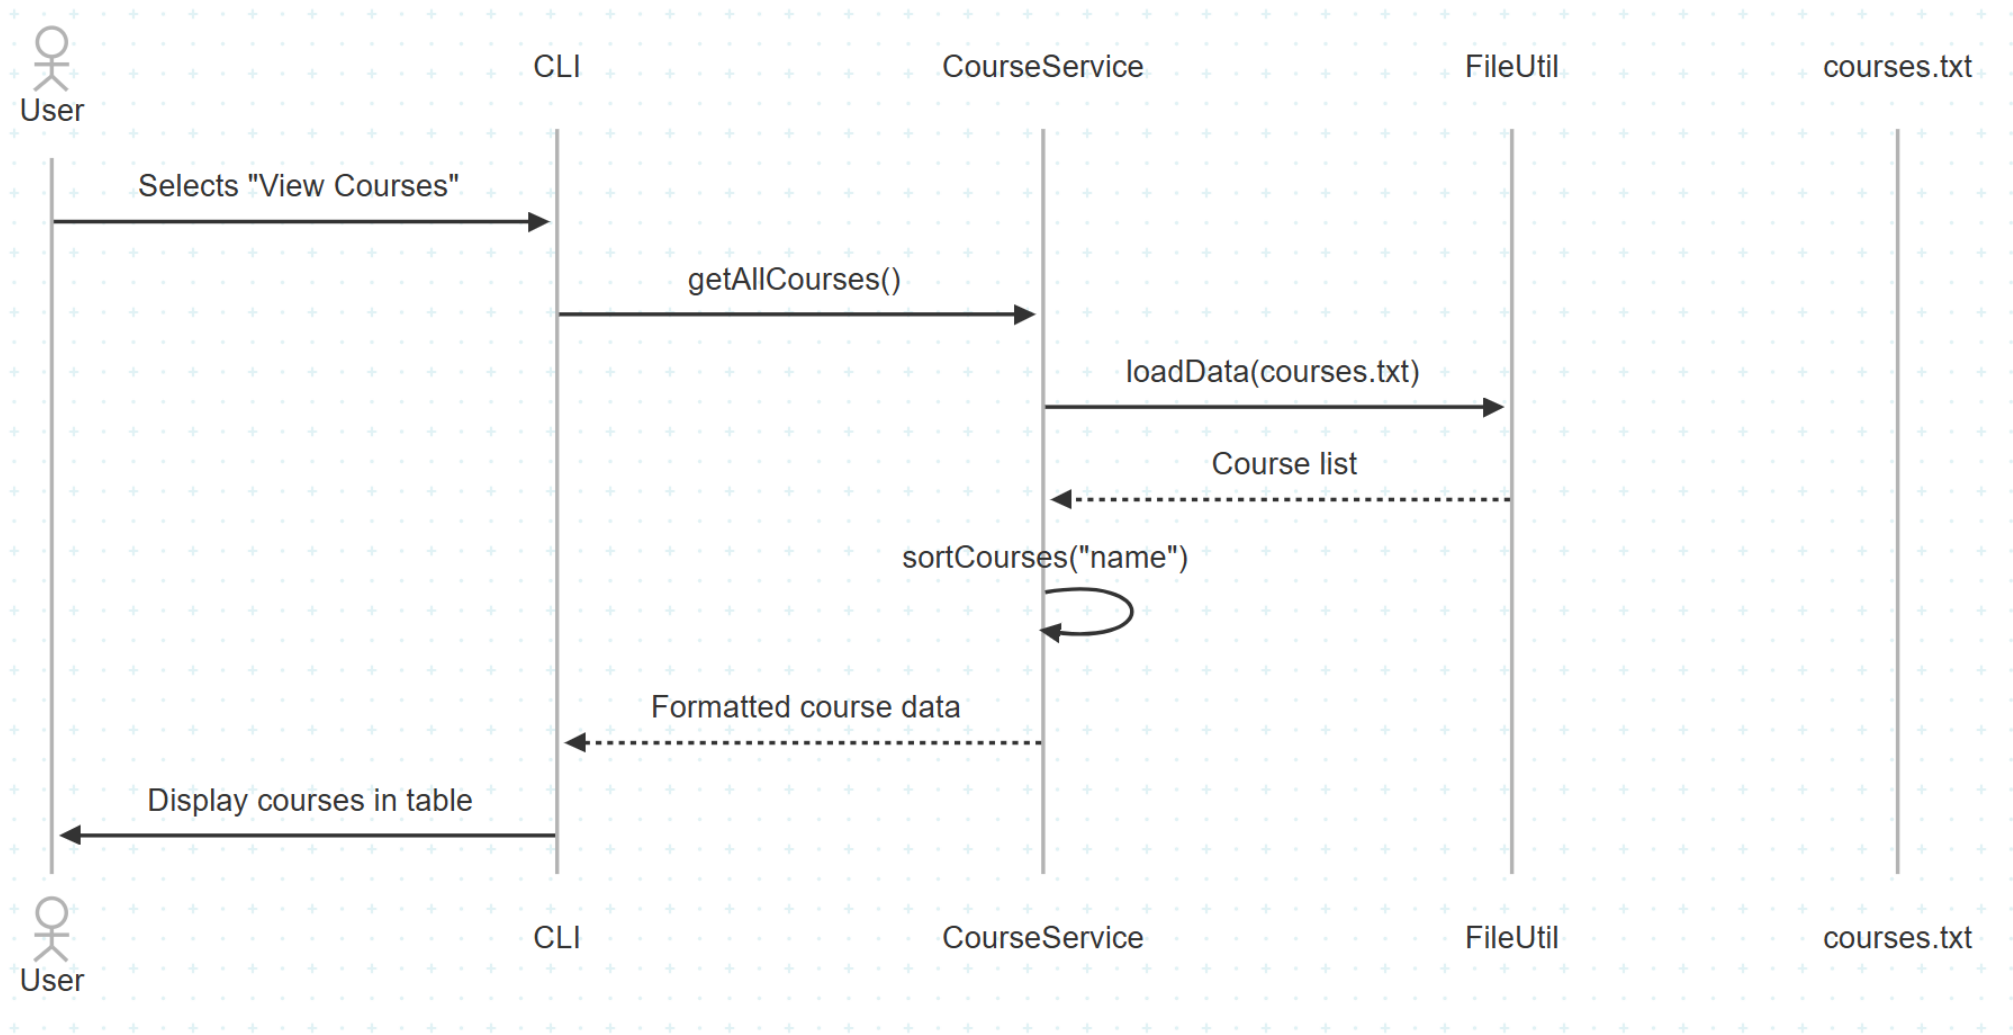 User
CLI
CourseService
FileUtil
courses.txt
Selects "View Courses"
getAllCourses()
loadData(courses.txt)
Course list
sortCourses("name")
Formatted course data
Display courses in table
User
CLI
CourseService
FileUtil
courses.txt